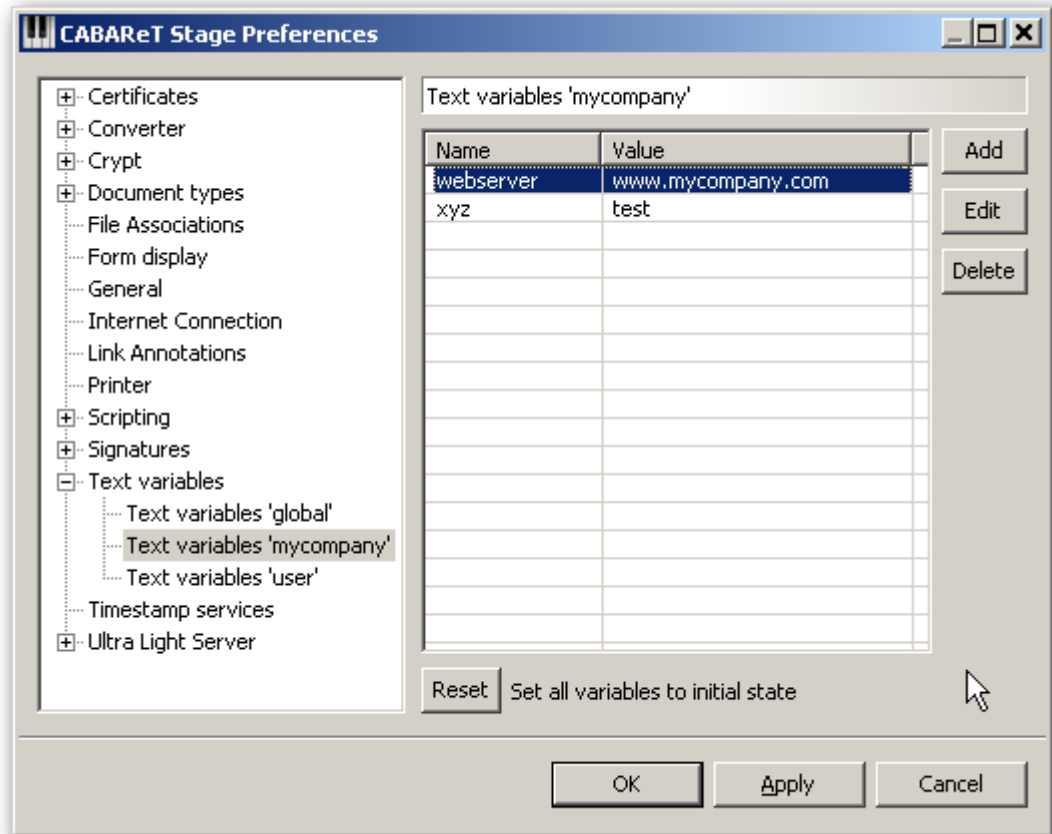 CABAReT Stage Preferences
Certificates
Converter
Crypt
Document types
File Associations
Form display
General
Internet Connection
Link Annotations
Printer
Scripting
Signatures
Text variables
Text variables 'global'
Text variables 'mycompany'
Text variables 'user'
Timestamp services
Ultra Light Server
Text variables 'mycompany'
Name Value
webserver www.mycompany.com
xyz test
Add
Edit
Delete
Reset Set all variables to initial state
OK Apply Cancel